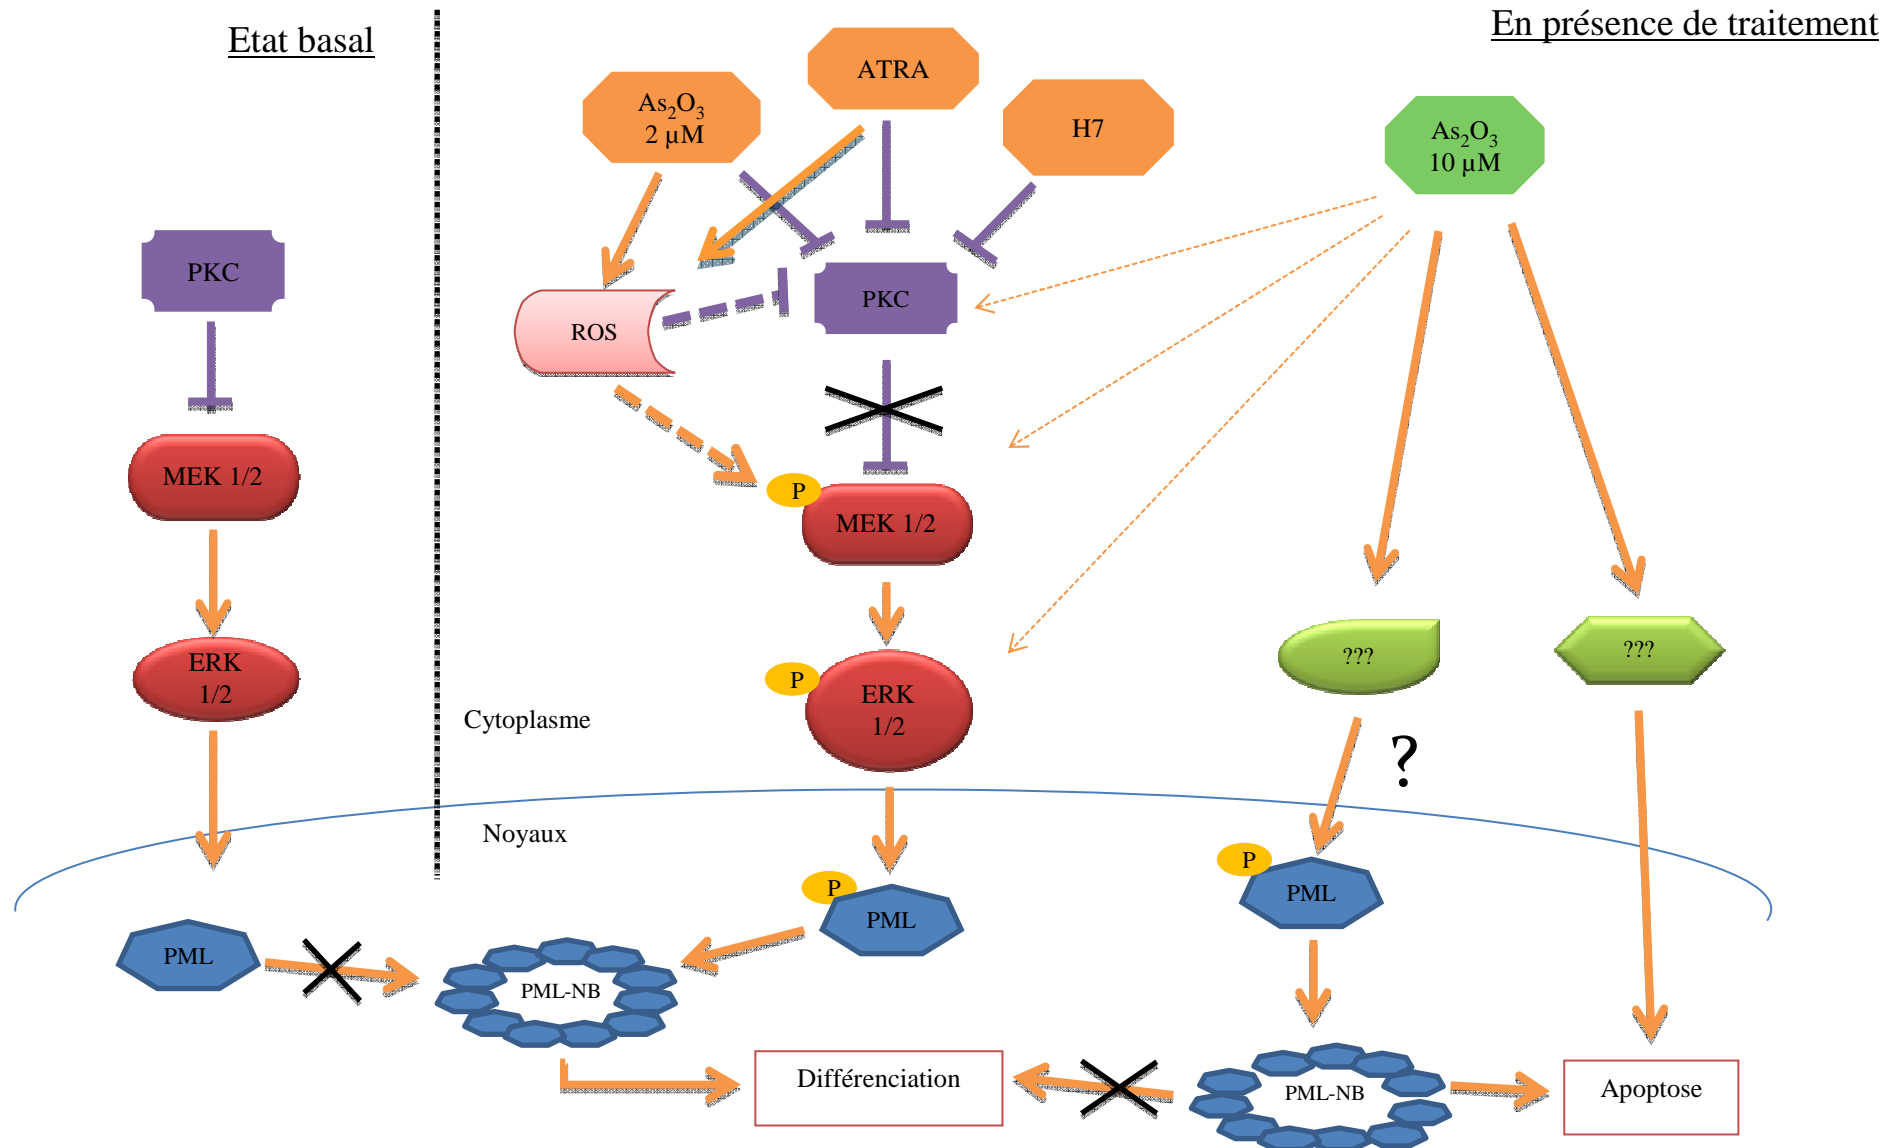 Etat basal
En présence de traitement
As₂O₃
2 µM
ATRA
H7
As₂O₃
10 µM
PKC
PKC
ROS
MEK 1/2
P
MEK 1/2
ERK
1/2
P
ERK
1/2
???
???
Cytoplasme
?
Noyaux
P
PML
P
PML
PML
PML-NB
Différenciation
PML-NB
Apoptose